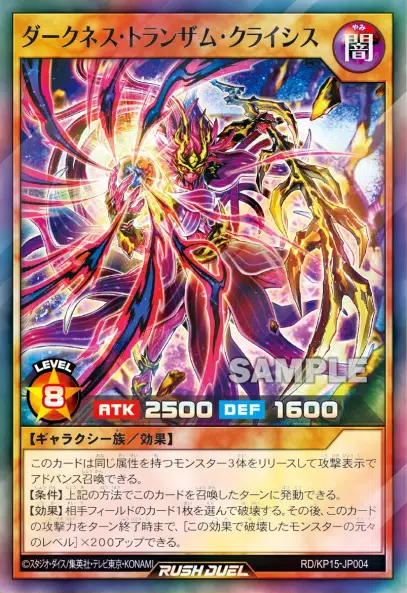 ダークネス・トランザム・クライシス
やみ
闇
SAMPLE
LEVEL
8
ATK 2500 DEF 1600
【ギャラクシー族/効果】
このカードは同じ属性を持つモンスター3体をリリースして攻撃表示で
アドバンス召喚できる。
【条件】上記の方法でこのカードを召喚したターンに発動できる。
【効果】相手フィールドのカード1枚を選んで破壊する。その後、このカード
の攻撃力をターン終了時まで、[この効果で破壊したモンスターの元々
のレベル]×200アップできる。
©スタジオ・ダイス/集英社・テレビ東京・KONAMI
RUSH DUEL
RD/KP15-JP004